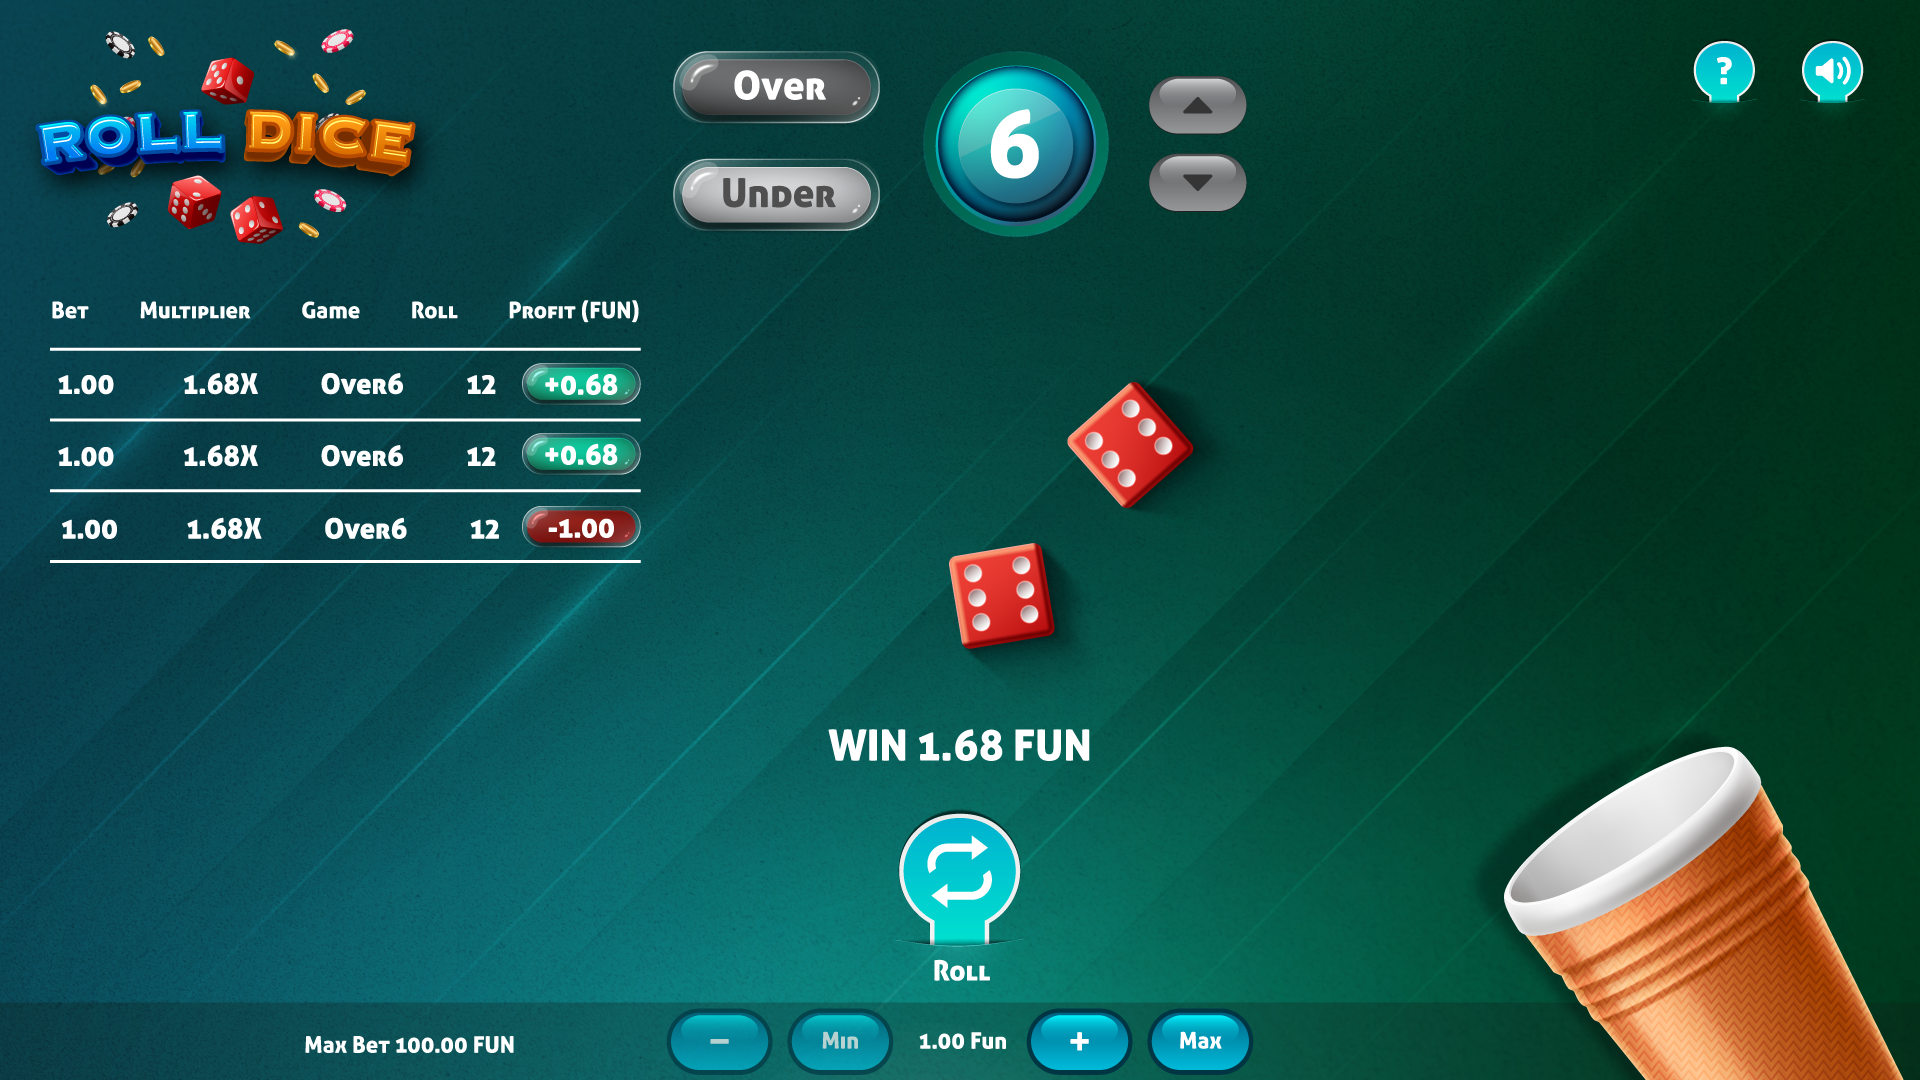 ROLL DICE
Over
Under
6
?
Bet Multiplier Game Roll Profit (FUN)
1.00 1.68X Over6 12 +0.68
1.00 1.68X Over6 12 +0.68
1.00 1.68X Over6 12 -1.00
WIN 1.68 FUN
Roll
Max Bet 100.00 FUN
− Min 1.00 Fun + Max